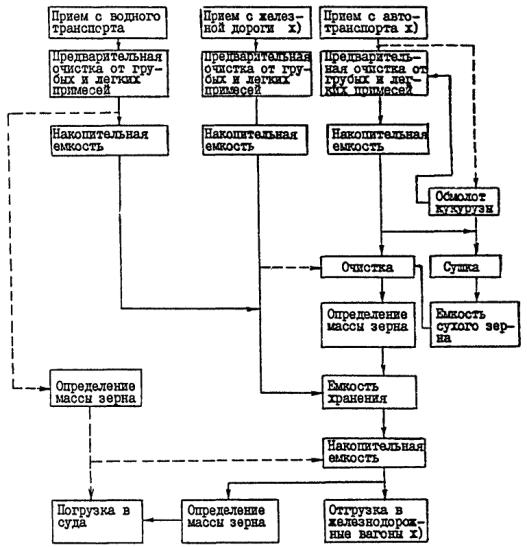 Прием с водного
транспорта
Прием с желез-
ной дороги х)
Прием с авто-
транспорта х)
Предварительная
очистка от гру-
бых и легких
примесей
Предварительная
очистка от гру-
бых и легких
примесей
Предваритель-
ная очистка от
грубых и лег-
ких примесей
Накопительная
емкость
Накопительная
емкость
Накопительная
емкость
Обмолот
кукурузы
Очистка
Сушка
Определение
массы зерна
Емкость
сухого зер-
на
Определение
массы зерна
Емкость
хранения
Накопительная
емкость
Погрузка в
суда
Определение
массы зерна
Отгрузка в
железнодорож-
ные вагоны х)